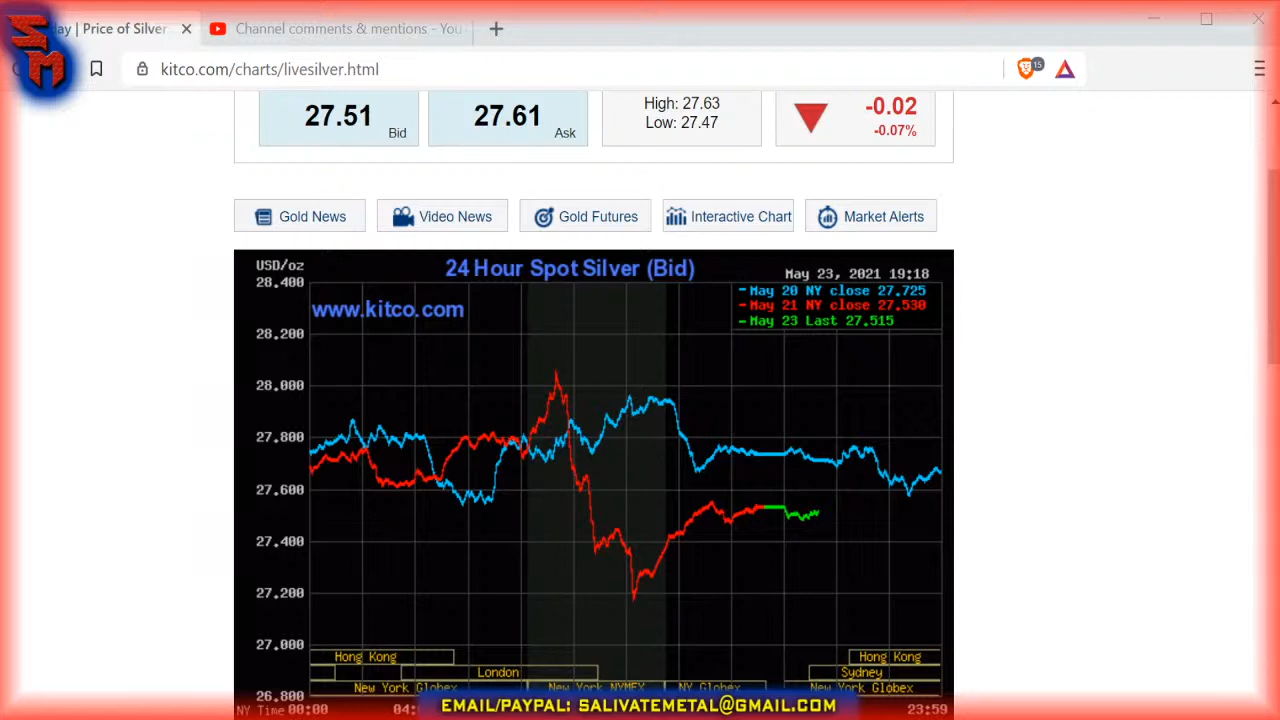 SM
ay | Price of Silver
Channel comments & mentions - You
kitco.com/charts/livesilver.html
15
27.51 Bid
27.61 Ask
High: 27.63
Low: 27.47
-0.02
-0.07%
Gold News
Video News
Gold Futures
Interactive Chart
Market Alerts
USD/oz
24 Hour Spot Silver (Bid)
May 23, 2021 19:18
28.400
www.kitco.com
May 20 NY close 27.725
May 21 NY close 27.530
May 23 Last 27.515
28.200
28.000
27.800
27.600
27.400
27.200
27.000
26.800
Hong Kong
Hong Kong
London
Sydney
New York Globex
New York NYMEX
NY Globex
New York Globex
NY Time 00:00
04:
23:59
EMAIL/PAYPAL: SALIVATEMETAL@GMAIL.COM